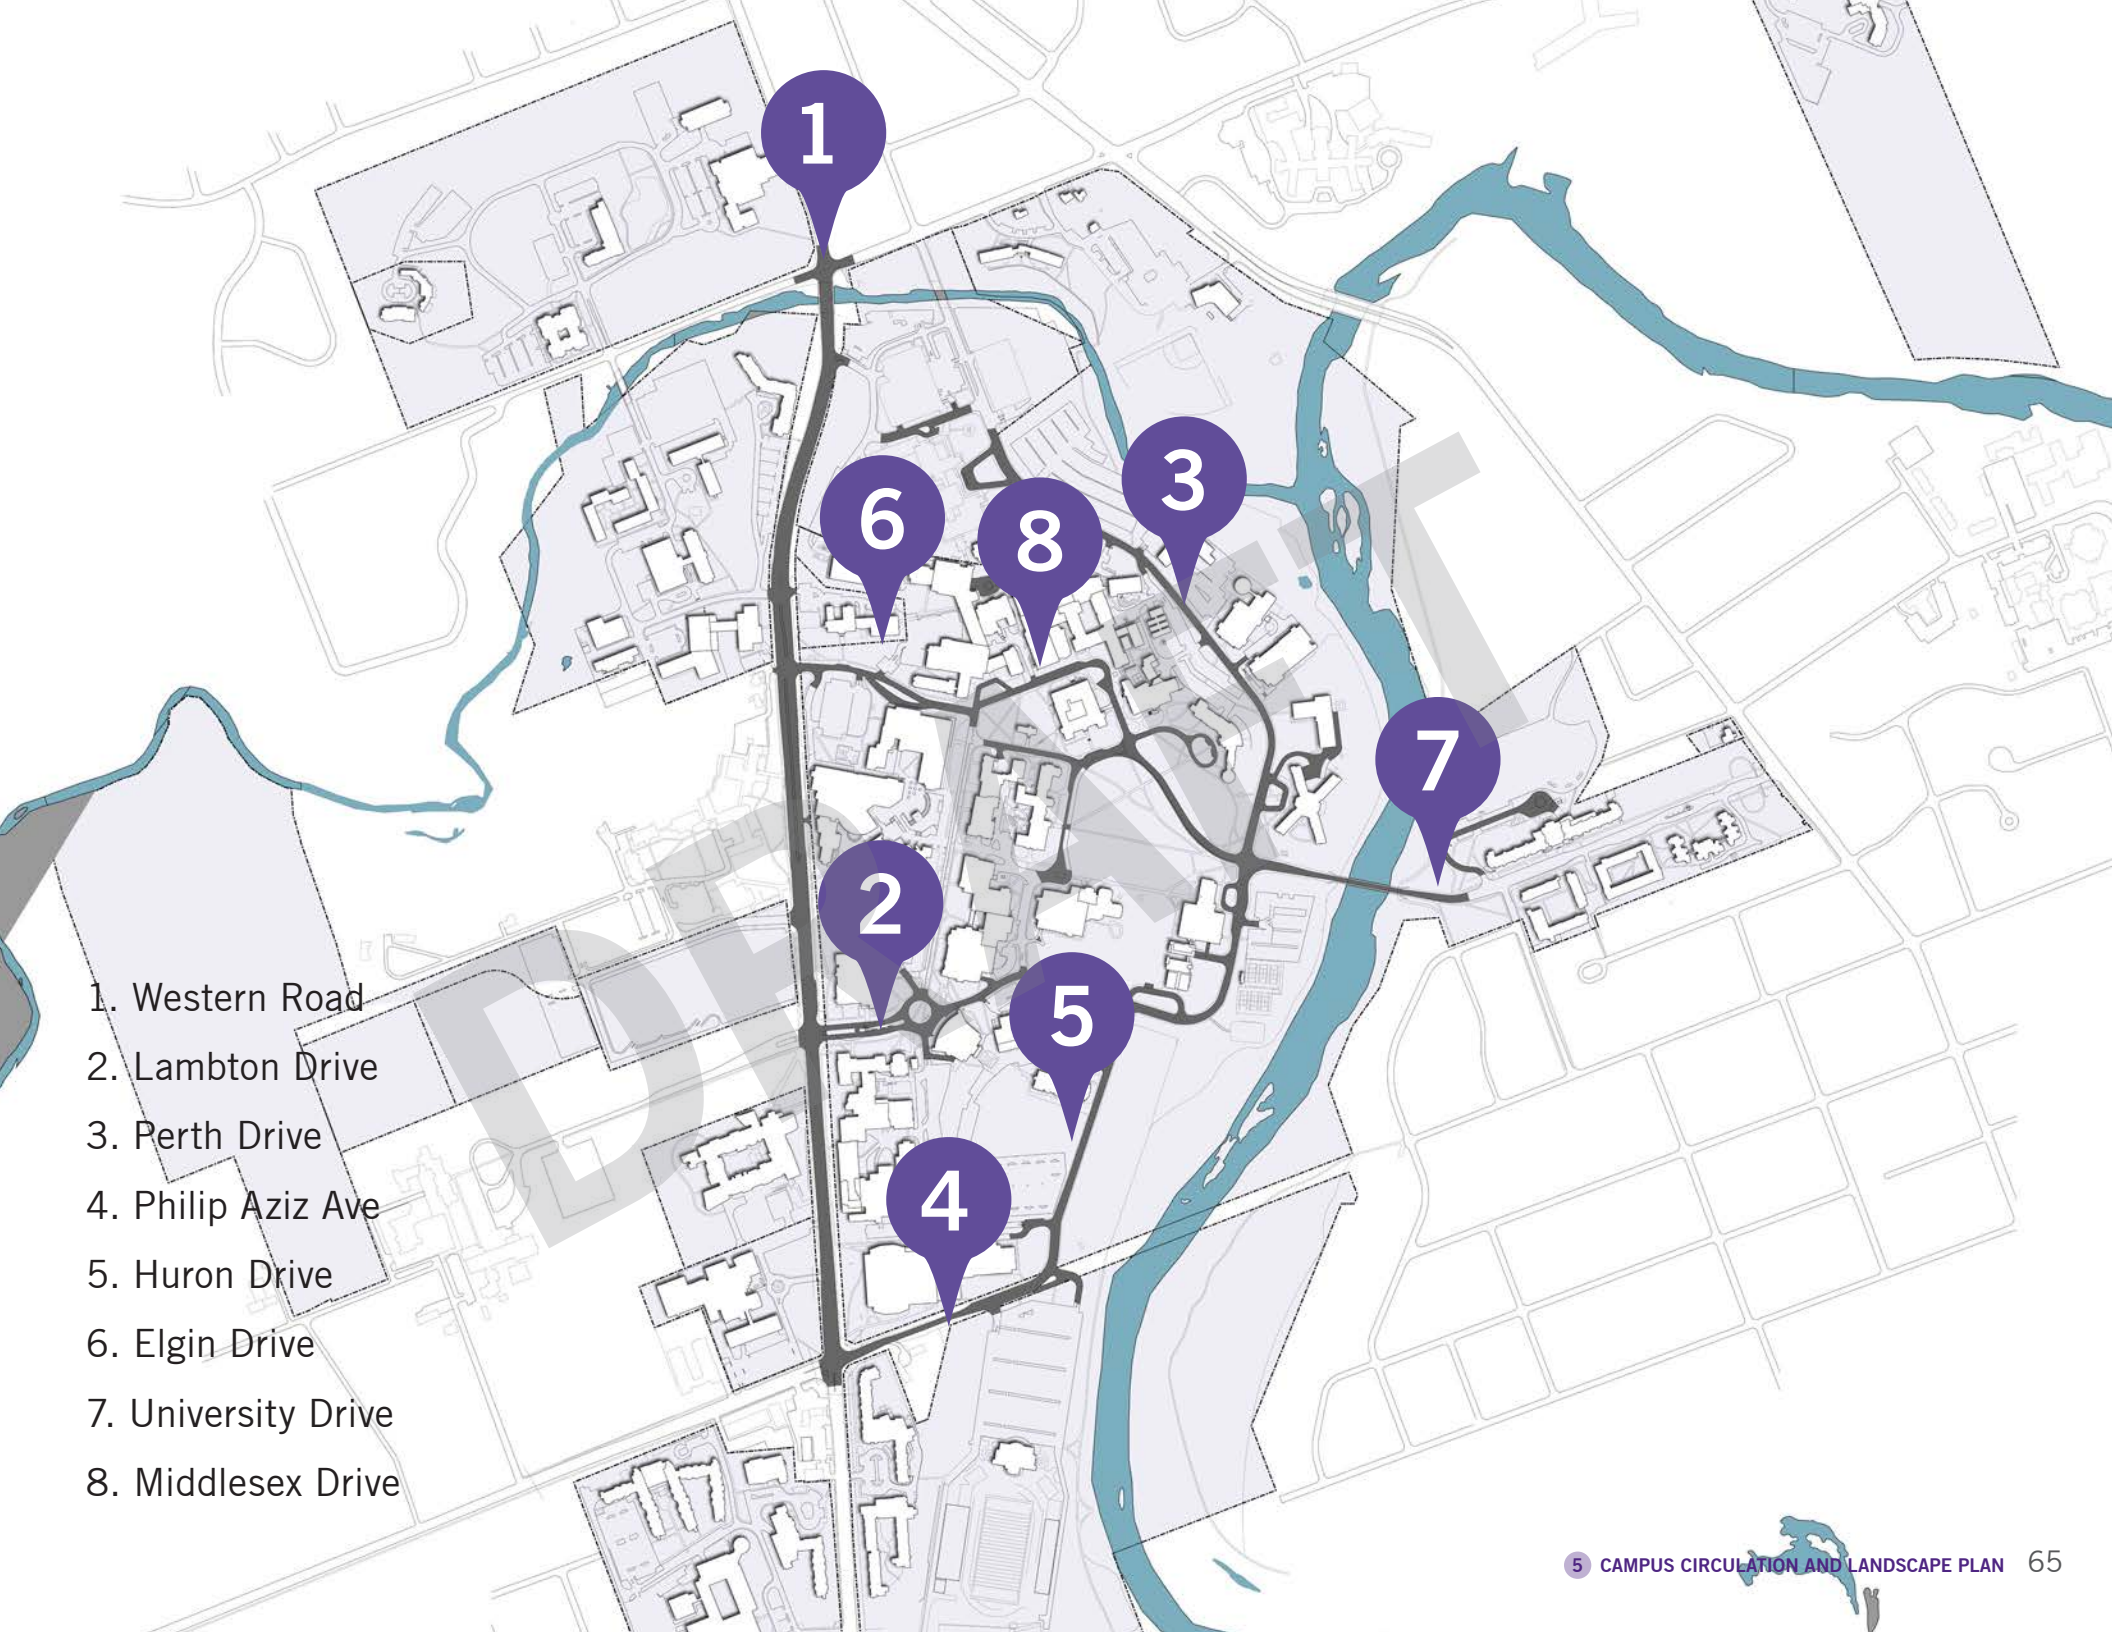 1
3
6
8
7
2
5
4
1. Western Road
2. Lambton Drive
3. Perth Drive
4. Philip Aziz Ave
5. Huron Drive
6. Elgin Drive
7. University Drive
8. Middlesex Drive
DRAFT
5 CAMPUS CIRCULATION AND LANDSCAPE PLAN 65